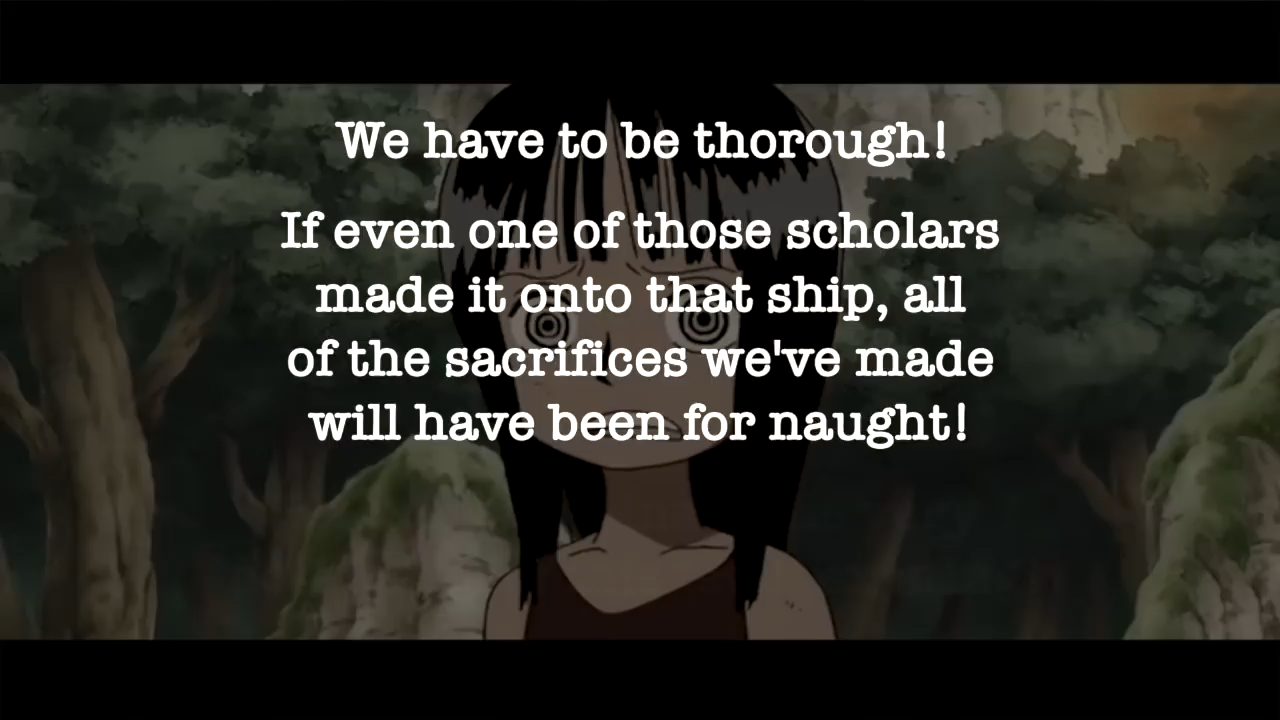 We have to be thorough!
If even one of those scholars
made it onto that ship, all
of the sacrifices we've made
will have been for naught!